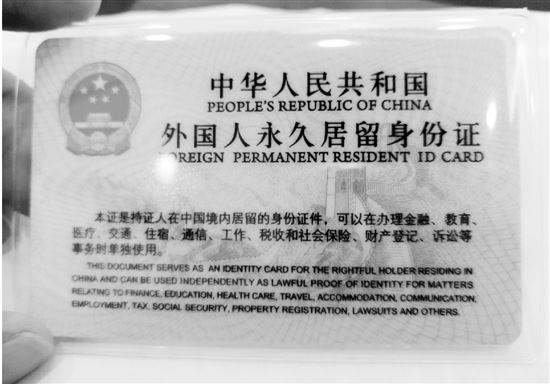 中华人民共和国
PEOPLE'S REPUBLIC OF CHINA
外国人永久居留身份证
FOREIGN PERMANENT RESIDENT ID CARD
本证是持证人在中国境内居留的身份证件，可以在办理金融、教育、
医疗、交通、住宿、通信、工作、税收和社会保险、财产登记、诉讼等
事务时单独使用。
THIS DOCUMENT SERVES AS AN IDENTITY CARD FOR THE RIGHTFUL HOLDER RESIDING IN
CHINA AND CAN BE USED INDEPENDENTLY AS LAWFUL PROOF OF IDENTITY FOR MATTERS
RELATING TO FINANCE, EDUCATION, HEALTH CARE, TRAVEL, ACCOMMODATION, COMMUNICATION,
EMPLOYMENT, TAX, SOCIAL SECURITY, PROPERTY REGISTRATION, LAWSUITS AND OTHERS.